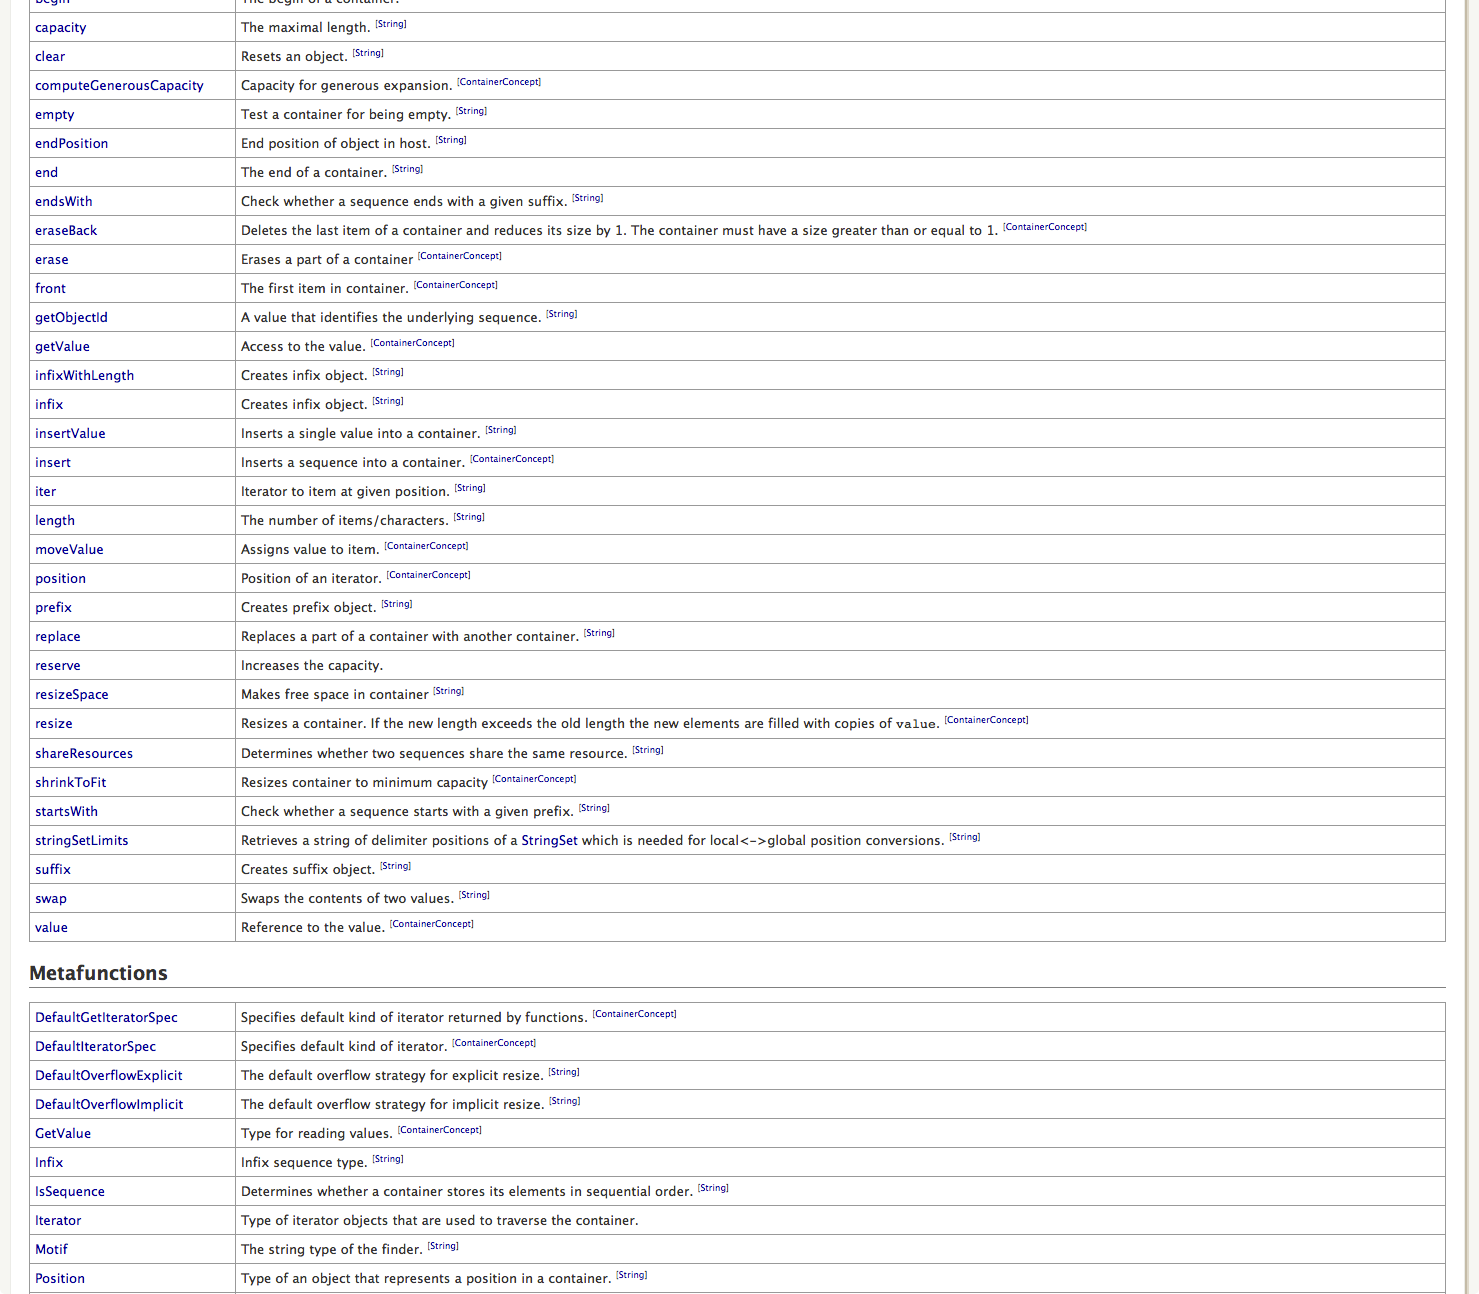 begin The begin of a container.
capacity The maximal length. [String]
clear Resets an object. [String]
computeGenerousCapacity Capacity for generous expansion. [ContainerConcept]
empty Test a container for being empty. [String]
endPosition End position of object in host. [String]
end The end of a container. [String]
endsWith Check whether a sequence ends with a given suffix. [String]
eraseBack Deletes the last item of a container and reduces its size by 1. The container must have a size greater than or equal to 1. [ContainerConcept]
erase Erases a part of a container [ContainerConcept]
front The first item in container. [ContainerConcept]
getObjectId A value that identifies the underlying sequence. [String]
getValue Access to the value. [ContainerConcept]
infixWithLength Creates infix object. [String]
infix Creates infix object. [String]
insertValue Inserts a single value into a container. [String]
insert Inserts a sequence into a container. [ContainerConcept]
iter Iterator to item at given position. [String]
length The number of items/characters. [String]
moveValue Assigns value to item. [ContainerConcept]
position Position of an iterator. [ContainerConcept]
prefix Creates prefix object. [String]
replace Replaces a part of a container with another container. [String]
reserve Increases the capacity.
resizeSpace Makes free space in container [String]
resize Resizes a container. If the new length exceeds the old length the new elements are filled with copies of value. [ContainerConcept]
shareResources Determines whether two sequences share the same resource. [String]
shrinkToFit Resizes container to minimum capacity [ContainerConcept]
startsWith Check whether a sequence starts with a given prefix. [String]
stringSetLimits Retrieves a string of delimiter positions of a StringSet which is needed for local<->global position conversions. [String]
suffix Creates suffix object. [String]
swap Swaps the contents of two values. [String]
value Reference to the value. [ContainerConcept]
Metafunctions
DefaultGetIteratorSpec Specifies default kind of iterator returned by functions. [ContainerConcept]
DefaultIteratorSpec Specifies default kind of iterator. [ContainerConcept]
DefaultOverflowExplicit The default overflow strategy for explicit resize. [String]
DefaultOverflowImplicit The default overflow strategy for implicit resize. [String]
GetValue Type for reading values. [ContainerConcept]
Infix Infix sequence type. [String]
IsSequence Determines whether a container stores its elements in sequential order. [String]
Iterator Type of iterator objects that are used to traverse the container.
Motif The string type of the finder. [String]
Position Type of an object that represents a position in a container. [String]